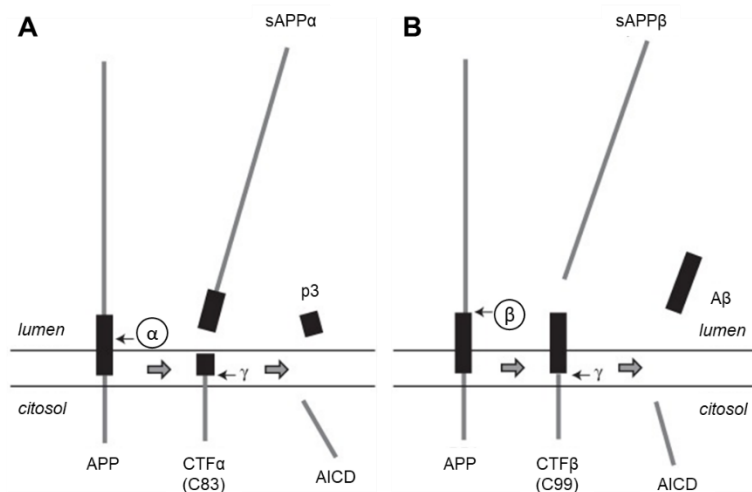 A
sAPPα
p3
lumen
α
γ
citosol
APP
CTFα
(C83)
AICD
B
sAPPβ
Aβ
β
lumen
γ
citosol
APP
CTFβ
(C99)
AICD